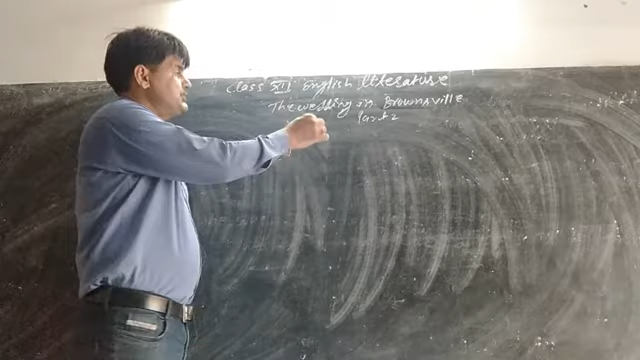 Class XII English literature
The wedding in Brownsville
Part 2